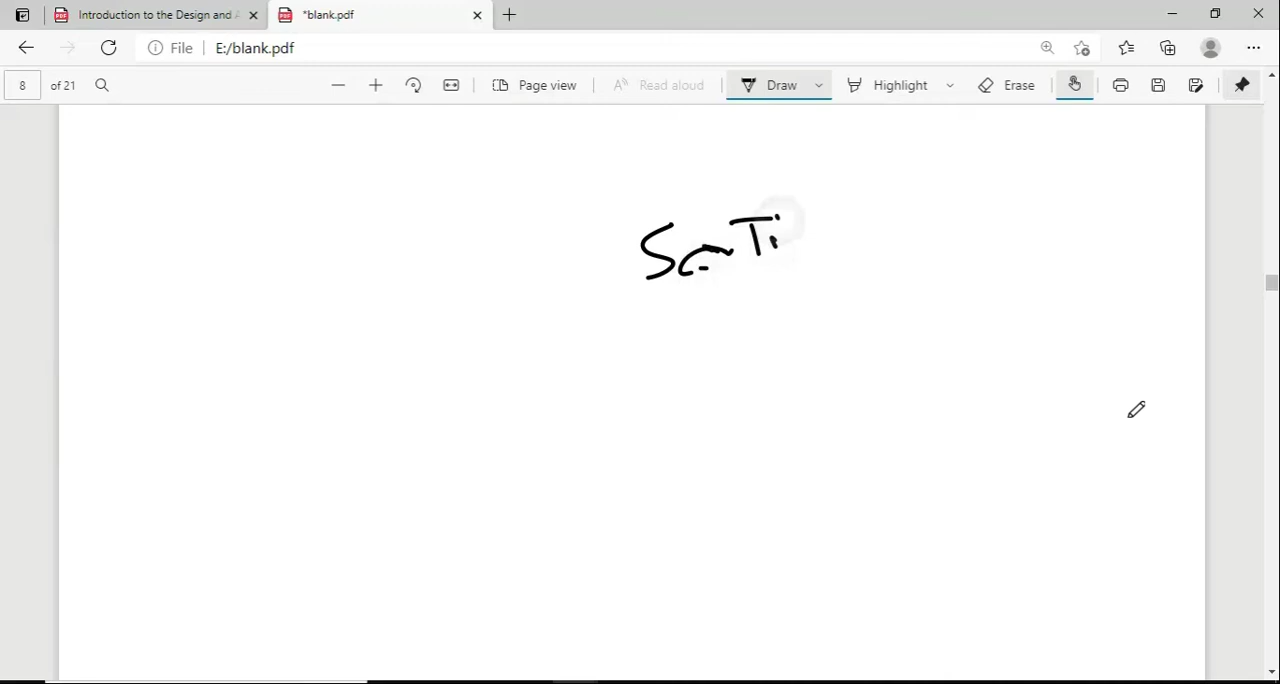 Introduction to the Design and A
*blank.pdf
File
E:/blank.pdf
8 of 21
Page view
Read aloud
Draw
Highlight
Erase